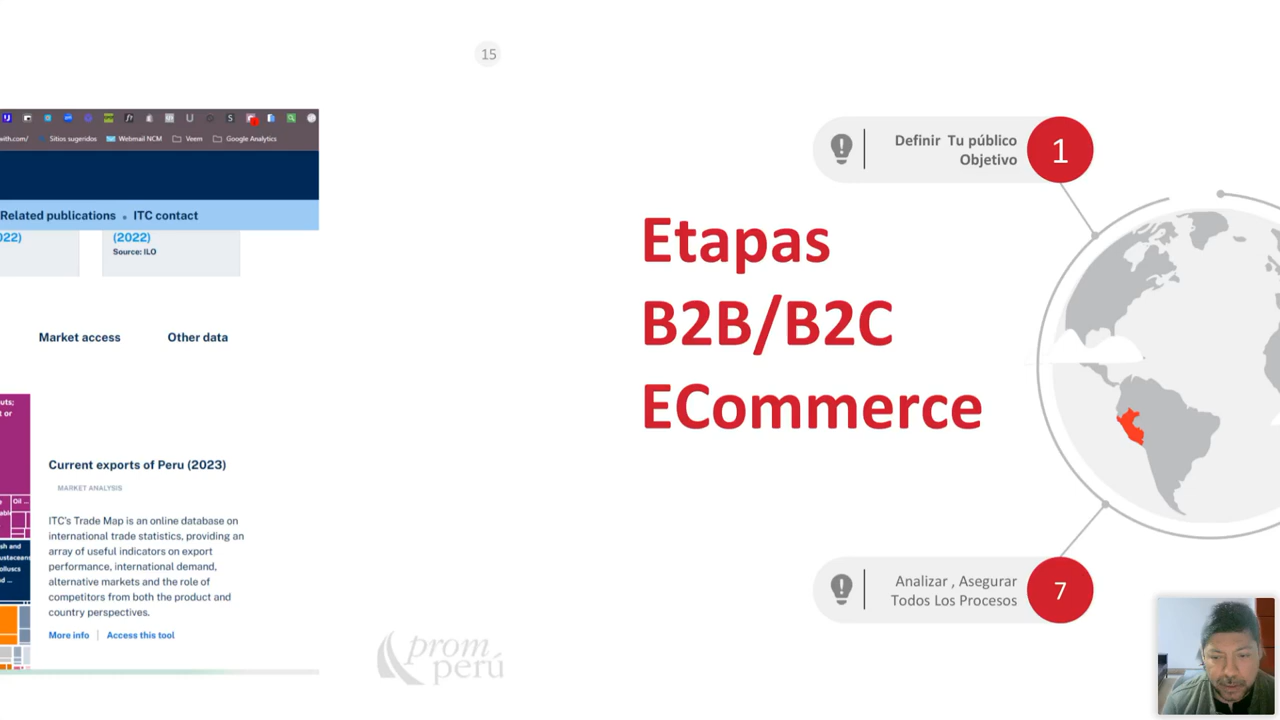 15
with.com/
Sitios sugeridos
Webmail NCM
Veem
Google Analytics
Related publications • ITC contact
(2022)
Source: ILO
Market access
Other data
Current exports of Peru (2023)
MARKET ANALYSIS
ITC's Trade Map is an online database on
international trade statistics, providing an
array of useful indicators on export
performance, international demand,
alternative markets and the role of
competitors from both the product and
country perspectives.
More info | Access this tool
prom
perú
Definir Tu público
Objetivo
1
Etapas
B2B/B2C
ECommerce
Analizar , Asegurar
Todos Los Procesos
7